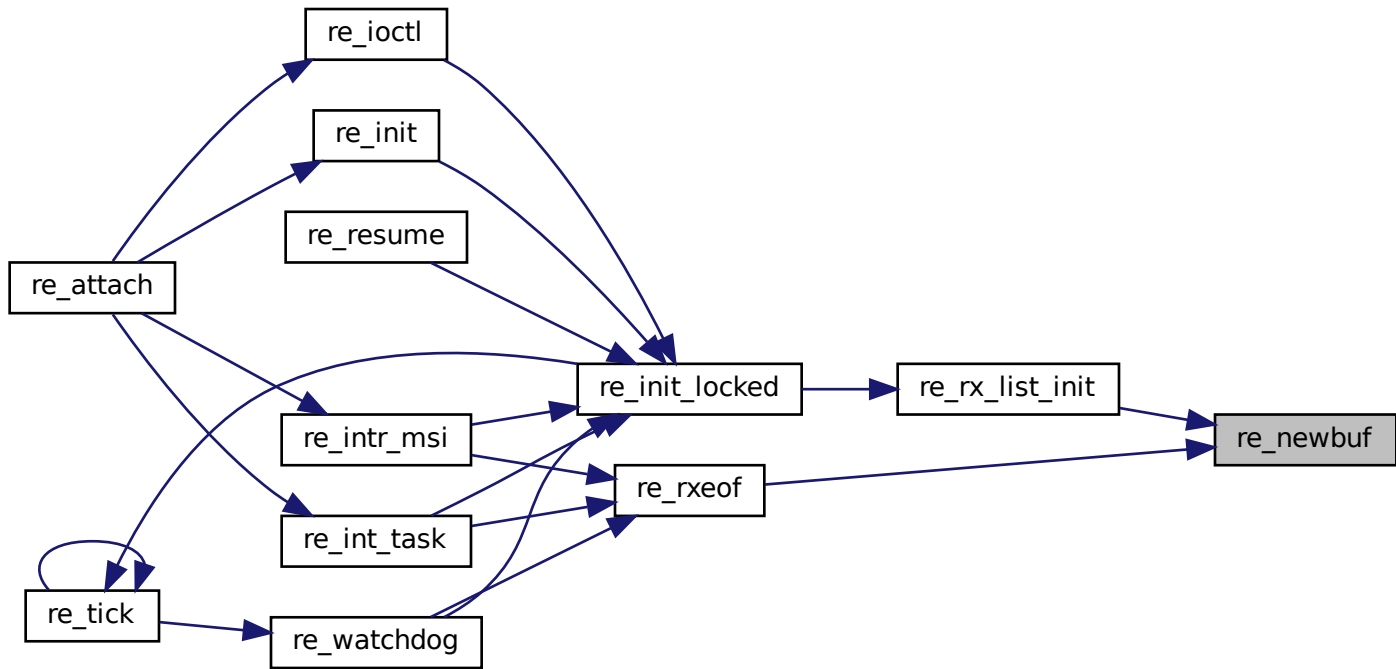 re_ioctl
re_init
re_resume
re_attach
re_init_locked
re_rx_list_init
re_newbuf
re_intr_msi
re_rxeof
re_int_task
re_tick
re_watchdog